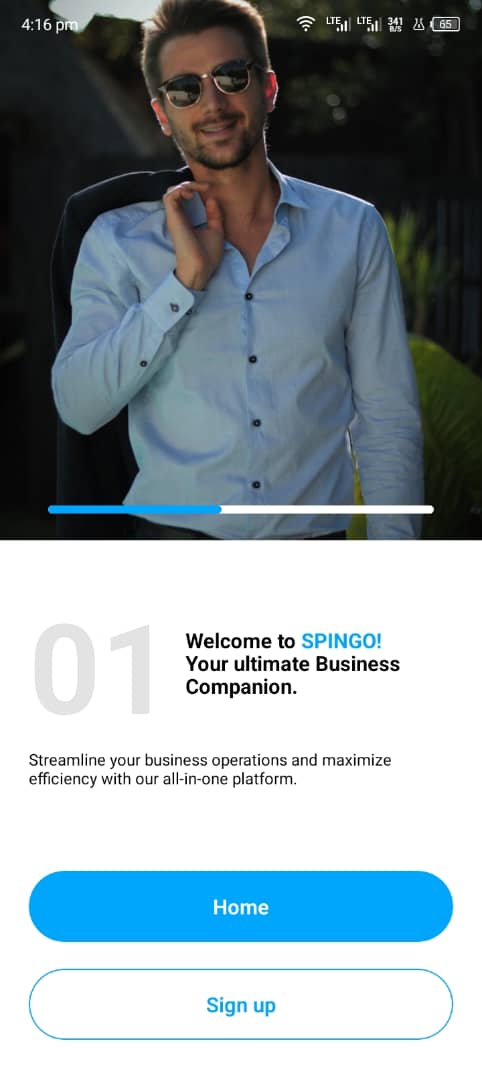 4:16 pm
LTE LTE 341 B/S 65
01
Welcome to SPINGO!
Your ultimate Business
Companion.
Streamline your business operations and maximize
efficiency with our all-in-one platform.
Home
Sign up